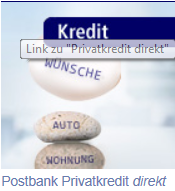 Kredit
Link zu "Privatkredit direkt"
WÜNSCHE
AUTO
WOHNUNG
Postbank Privatkredit direkt